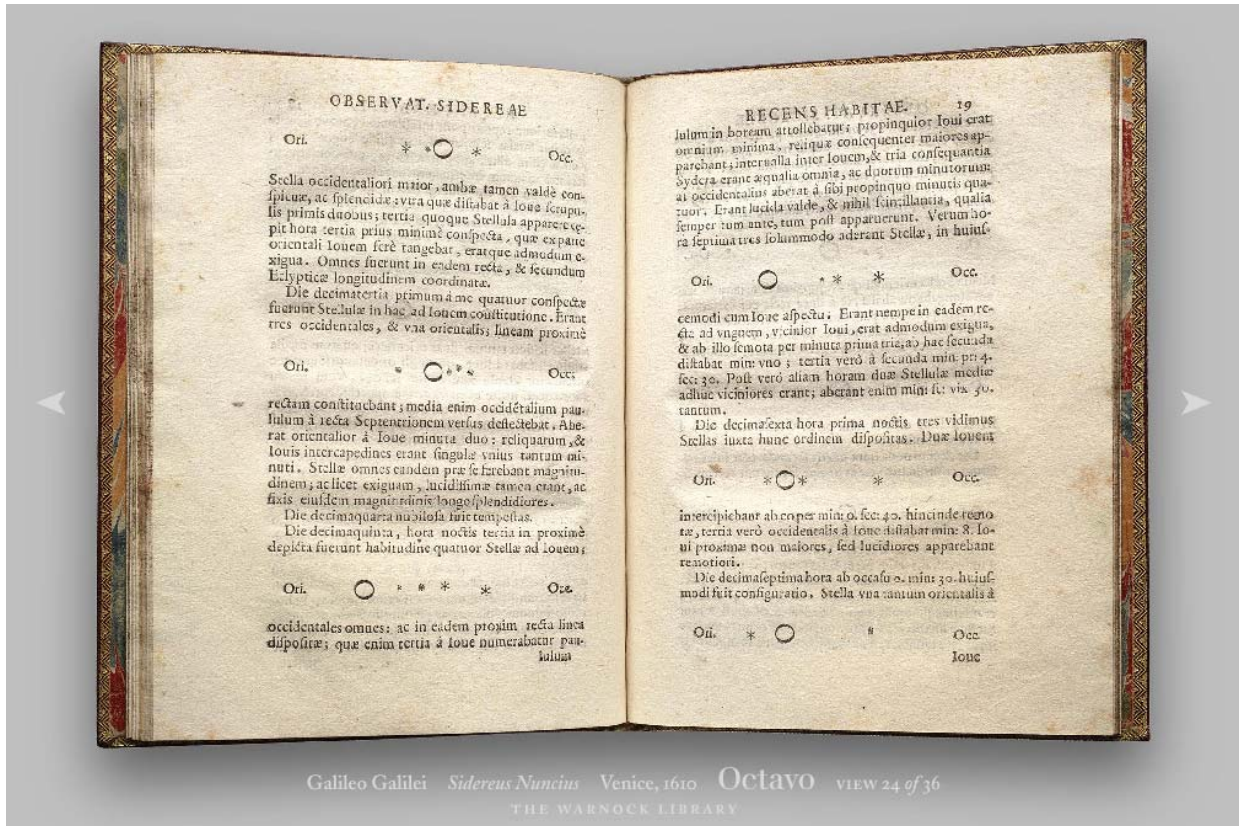 OBSERVAT. SIDEREAE
Ori. Occ.
Stella occidentaliori maior, ambæ tamen valdè con-
ſpicuæ, ac ſplendidæ: vtra quæ diſtabat à Ioue ſcrupu-
lis primis duobus; tertia quoque Stellula apparere cę-
pit hora tertia prius minimè conſpecta, quæ ex parte
orientali Iouem ferè tangebat, eratque admodum e-
xigua. Omnes fuerunt in eadem recta, & ſecundum
Eclypticæ longitudinem coordinatæ.
Die decimatertia primum à me quatuor conſpectæ
fuerunt Stellulæ in hac ad Iouem conſtitutione. Erant
tres occidentales, & vna orientalis; lineam proximè
Ori. Occ.
rectam conſtituebant; media enim occidétalium pau-
lulum à recta Septentrionem verſus deflectebat. Abe-
rat orientalior à Ioue minuta duo: reliquarum, &
Iouis intercapedines erant ſingulæ vnius tantum mi-
nuti. Stellæ omnes eandem præ ſe ferebant magnitu-
dinem; ac licet exiguam, lucidiſſimæ tamen erant, ac
fixis eiuſdem magnitudinis longe ſplendidiores.
Die decimaquarta nubiloſa fuit tempeſtas.
Die decimaquinta, hora noctis tertia in proximè
depicta fuerunt habitudine quatuor Stellæ ad Iouem;
Ori. Occ.
occidentales omnes: ac in eadem proxim recta linea
diſpoſitæ; quæ enim tertia à Ioue numerabatur pau-
lulum
RECENS HABITAE. 19
lulum in boream attollebatur; propinquior Ioui erat
omnium minima, reliquæ conſequenter maiores ap-
parebant; interualla inter Iouem, & tria conſequentia
Sydera erant æqualia omnia, ac duorum minutorum:
at occidentalius aberat à ſibi propinquo minutis qua-
tuor. Erant lucida valde, & nihil ſcintillantia, qualia
ſemper tum ante, tum poſt apparuerunt. Verum ho-
ra ſeptima tres ſolummodo aderant Stellæ, in huiuſ-
Ori. Occ.
cemodi cum Ioue aſpectu. Erant nempe in eadem re-
cta ad vnguem, vicinior Ioui, erat admodum exigua,
& ab illo ſemota per minuta prima tria, ab hac ſecunda
diſtabat min: vno; tertia verò à ſecunda min: pri: 4.
ſec: 30. Poſt verò aliam horam duæ Stellulæ mediæ
adhuc viciniores erant; aberant enim min: ſc: vix 30.
tantum.
Die decimaſexta hora prima noctis tres vidimus
Stellas iuxta hunc ordinem diſpoſitas. Duæ Iouem
Ori. Occ.
intercipiebant ab eo per min: 0. ſec: 40. hincinde remo
tæ, tertia verò occidentalis à Ioue diſtabat min: 8. Io-
ui proximæ non maiores, ſed lucidiores apparebant
remotiori.
Die decimaſeptima hora ab occaſu 0. min: 30. huiuſ-
modi fuit configuratio. Stella vna tantum orientalis à
Ori. Occ.
Ioue
Galileo Galilei Sidereus Nuncius Venice, 1610 Octavo VIEW 24 of 36
THE WARNOCK LIBRARY